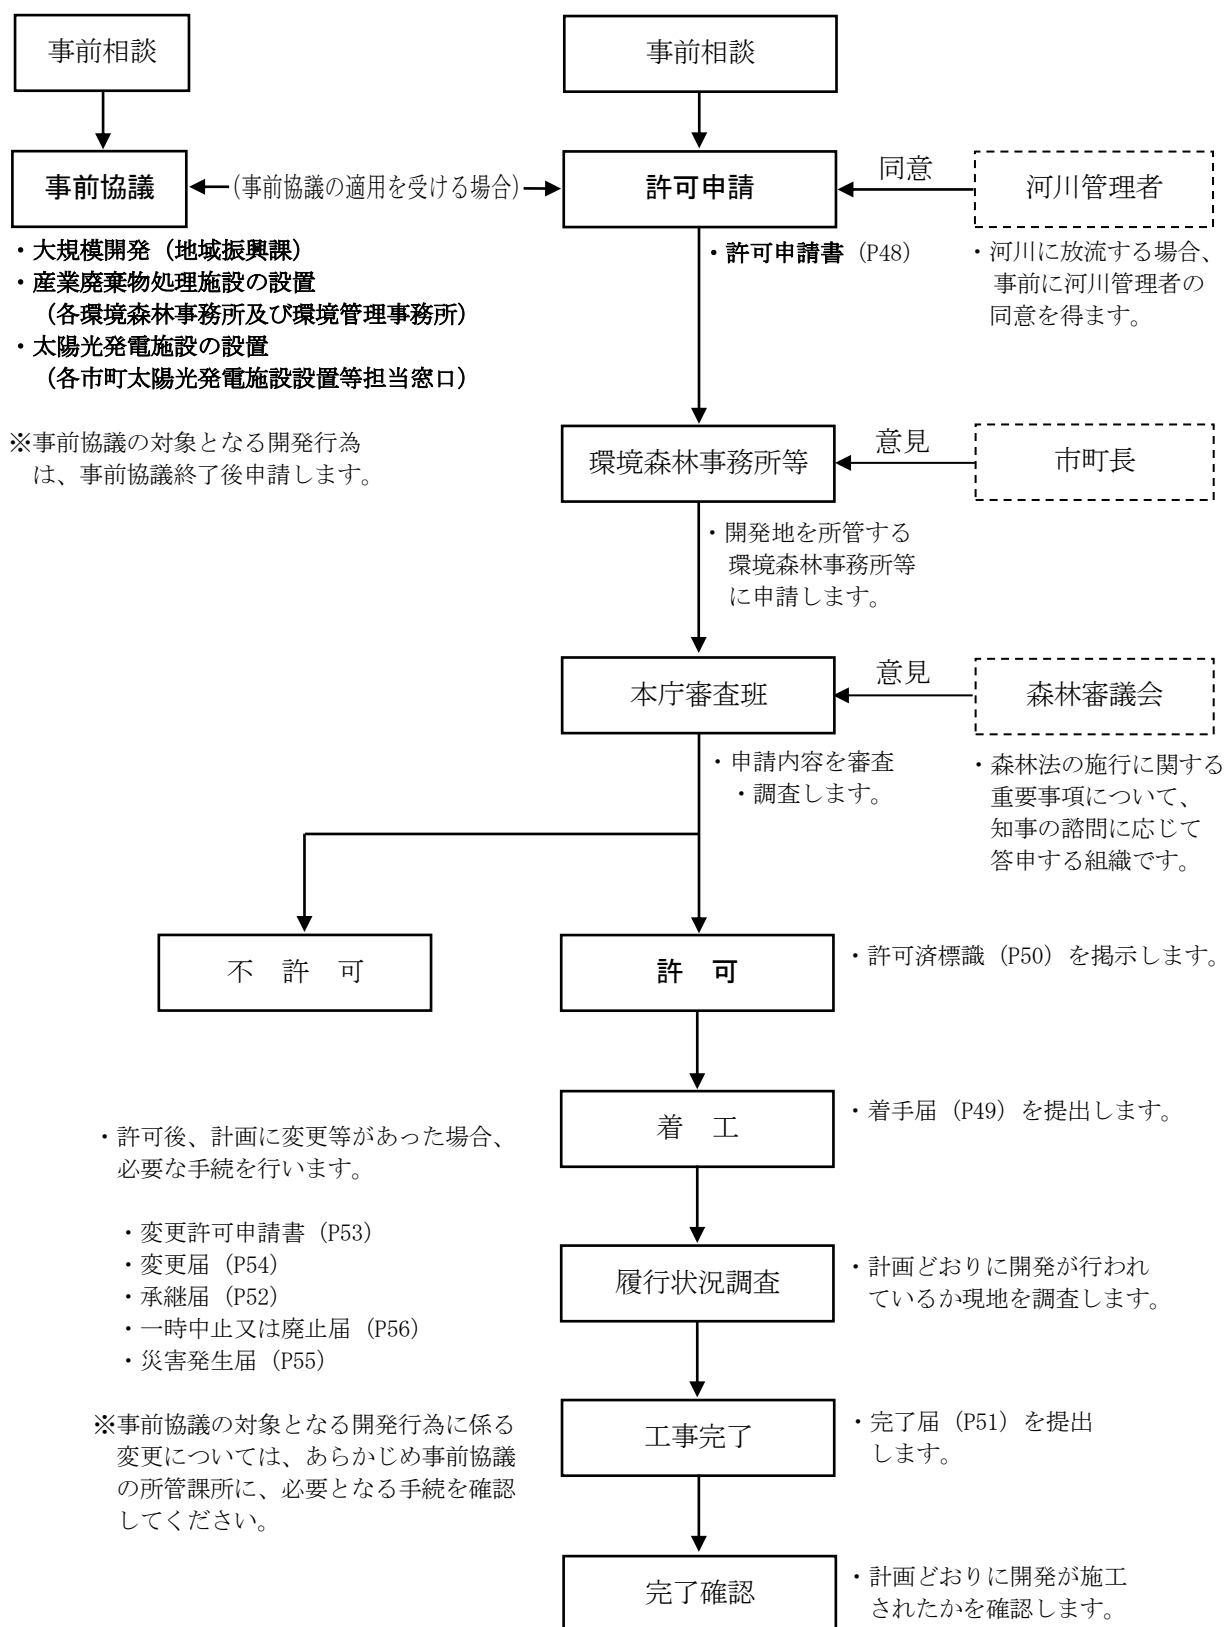 事前相談
事前相談
事前協議
(事前協議の適用を受ける場合)
許可申請
同意
河川管理者
・大規模開発（地域振興課）
・産業廃棄物処理施設の設置
（各環境森林事務所及び環境管理事務所）
・太陽光発電施設の設置
（各市町太陽光発電施設設置等担当窓口）
※事前協議の対象となる開発行為
は、事前協議終了後申請します。
・許可申請書（P48）
・河川に放流する場合、
事前に河川管理者の
同意を得ます。
環境森林事務所等
意見
市町長
・開発地を所管する
環境森林事務所等
に申請します。
本庁審査班
意見
森林審議会
・申請内容を審査
・調査します。
・森林法の施行に関する
重要事項について、
知事の諮問に応じて
答申する組織です。
不　許　可
許　可
・許可済標識（P50）を掲示します。
着　工
・着手届（P49）を提出します。
・許可後、計画に変更等があった場合、
必要な手続を行います。
・変更許可申請書（P53）
・変更届（P54）
・承継届（P52）
・一時中止又は廃止届（P56）
・災害発生届（P55）
履行状況調査
・計画どおりに開発が行われ
ているか現地を調査します。
※事前協議の対象となる開発行為に係る
変更については、あらかじめ事前協議
の所管課所に、必要となる手続を確認
してください。
工事完了
・完了届（P51）を提出
します。
完了確認
・計画どおりに開発が施工
されたかを確認します。